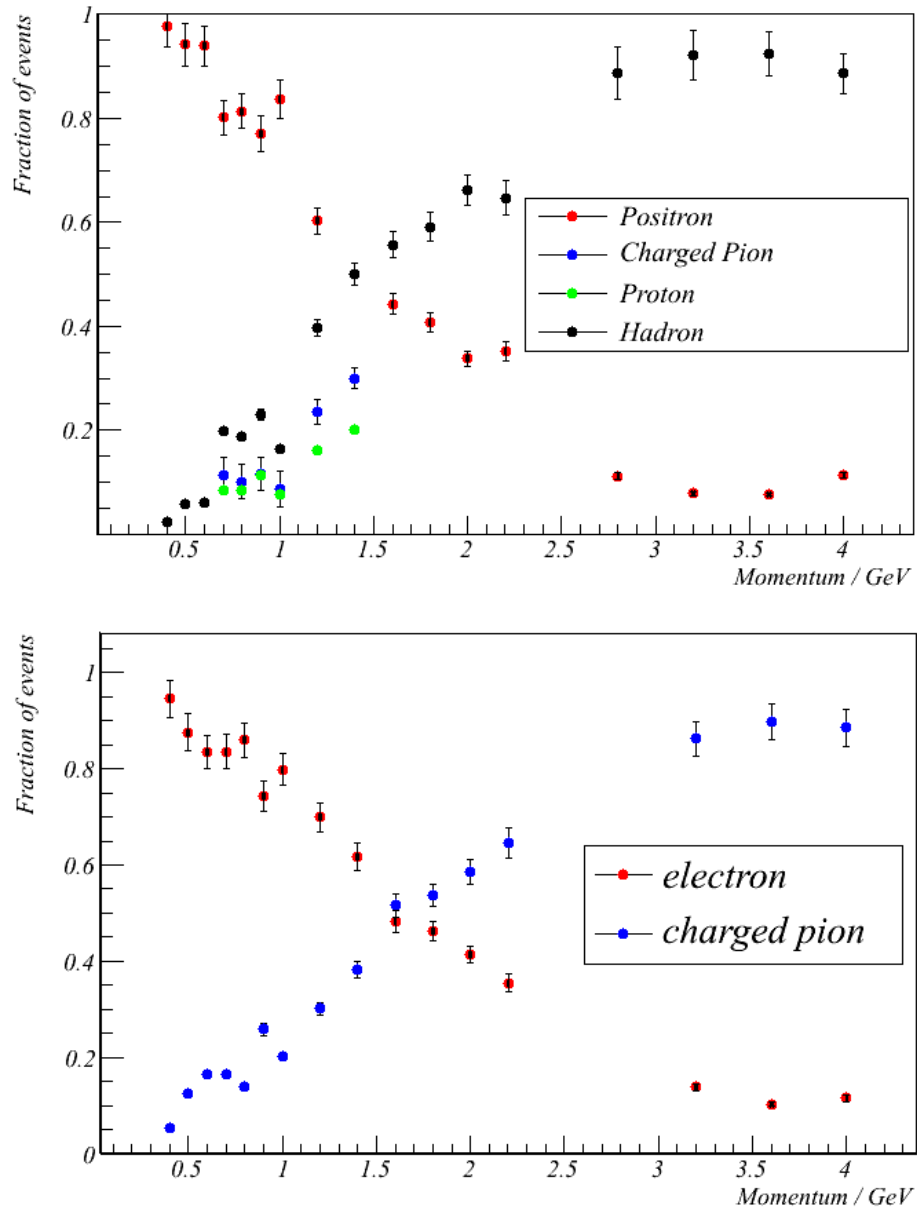 Fraction of events
1
0.8
0.6
0.4
0.2
Positron
Charged Pion
Proton
Hadron
0.5 1 1.5 2 2.5 3 3.5 4
Momentum / GeV
Fraction of events
1
0.8
0.6
0.4
0.2
0
electron
charged pion
0.5 1 1.5 2 2.5 3 3.5 4
Momentum / GeV